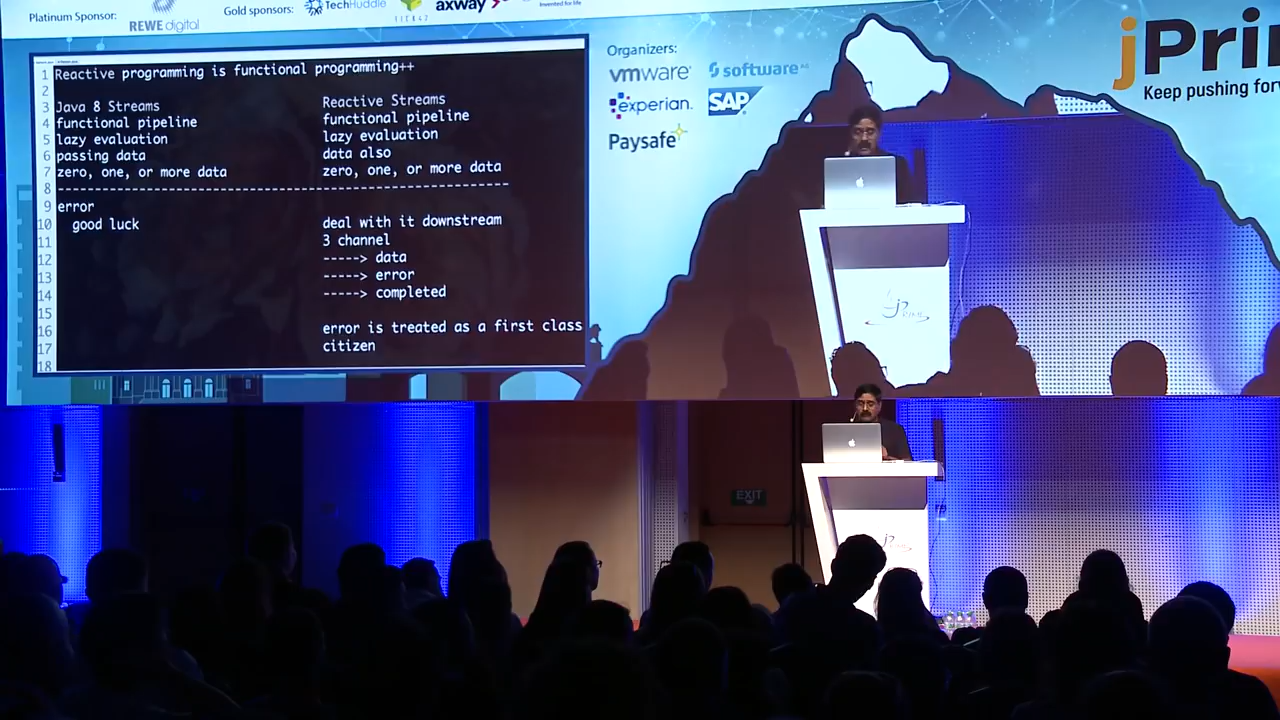 Platinum Sponsor:
REWE digital
Gold sponsors:
TechHuddle
axway
Invented for life
1 Reactive programming is functional programming++
2
3 Java 8 Streams Reactive Streams
4 functional pipeline functional pipeline
5 lazy evaluation lazy evaluation
6 passing data data also
7 zero, one, or more data zero, one, or more data
8 --------------------------------------------------------
9 error
10 good luck deal with it downstream
11 3 channel
12 -----> data
13 -----> error
14 -----> completed
15
16 error is treated as a first class
17 citizen
18
Organizers:
vmware
software AG
experian.
SAP
Paysafe
jPri
Keep pushing for
EXIT